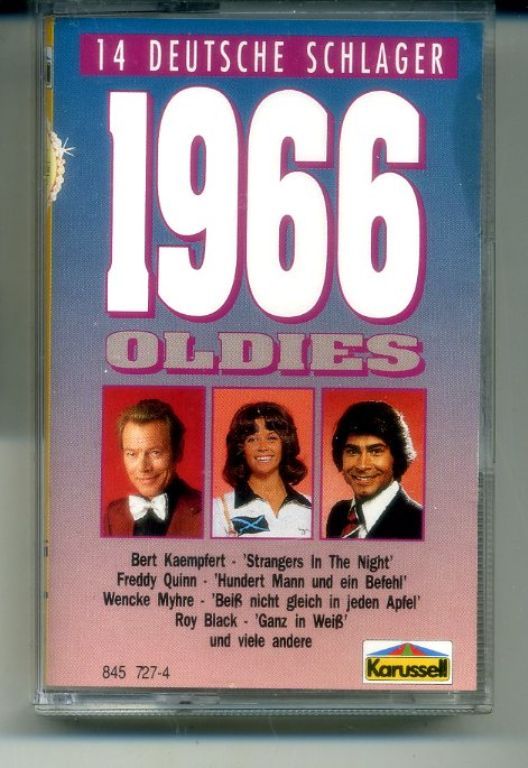 14 DEUTSCHE SCHLAGER
1966
OLDIES
Bert Kaempfert - 'Strangers In The Night'
Freddy Quinn - 'Hundert Mann und ein Befehl'
Wencke Myhre - 'Beiß nicht gleich in jeden Apfel'
Roy Black - 'Ganz in Weiß'
und viele andere
845 727-4
Karussell